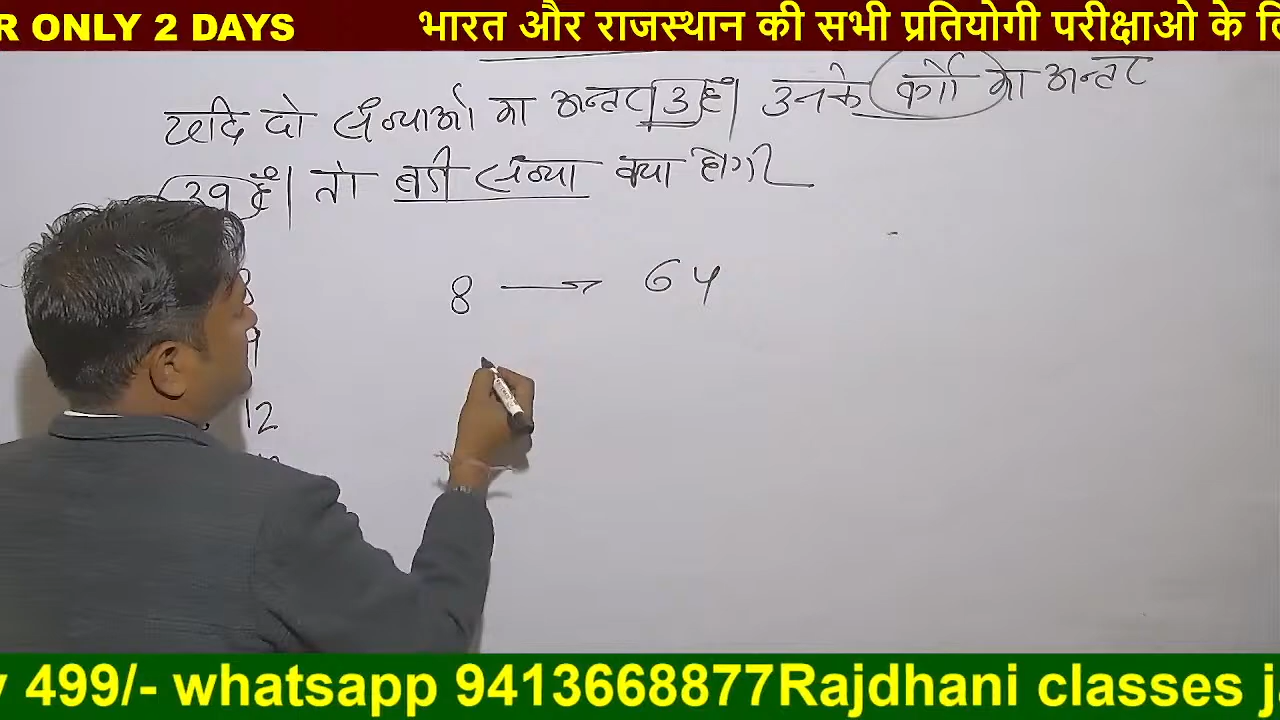 R ONLY 2 DAYS भारत और राजस्थान की सभी प्रतियोगी परीक्षाओ के लि
यदि दो संख्याओं का अन्तर 3 है। उनके वर्गो का अन्तर
39 है। तो बडी संख्या क्या होगी
8 → 64
12
499/- whatsapp 9413668877Rajdhani classes j